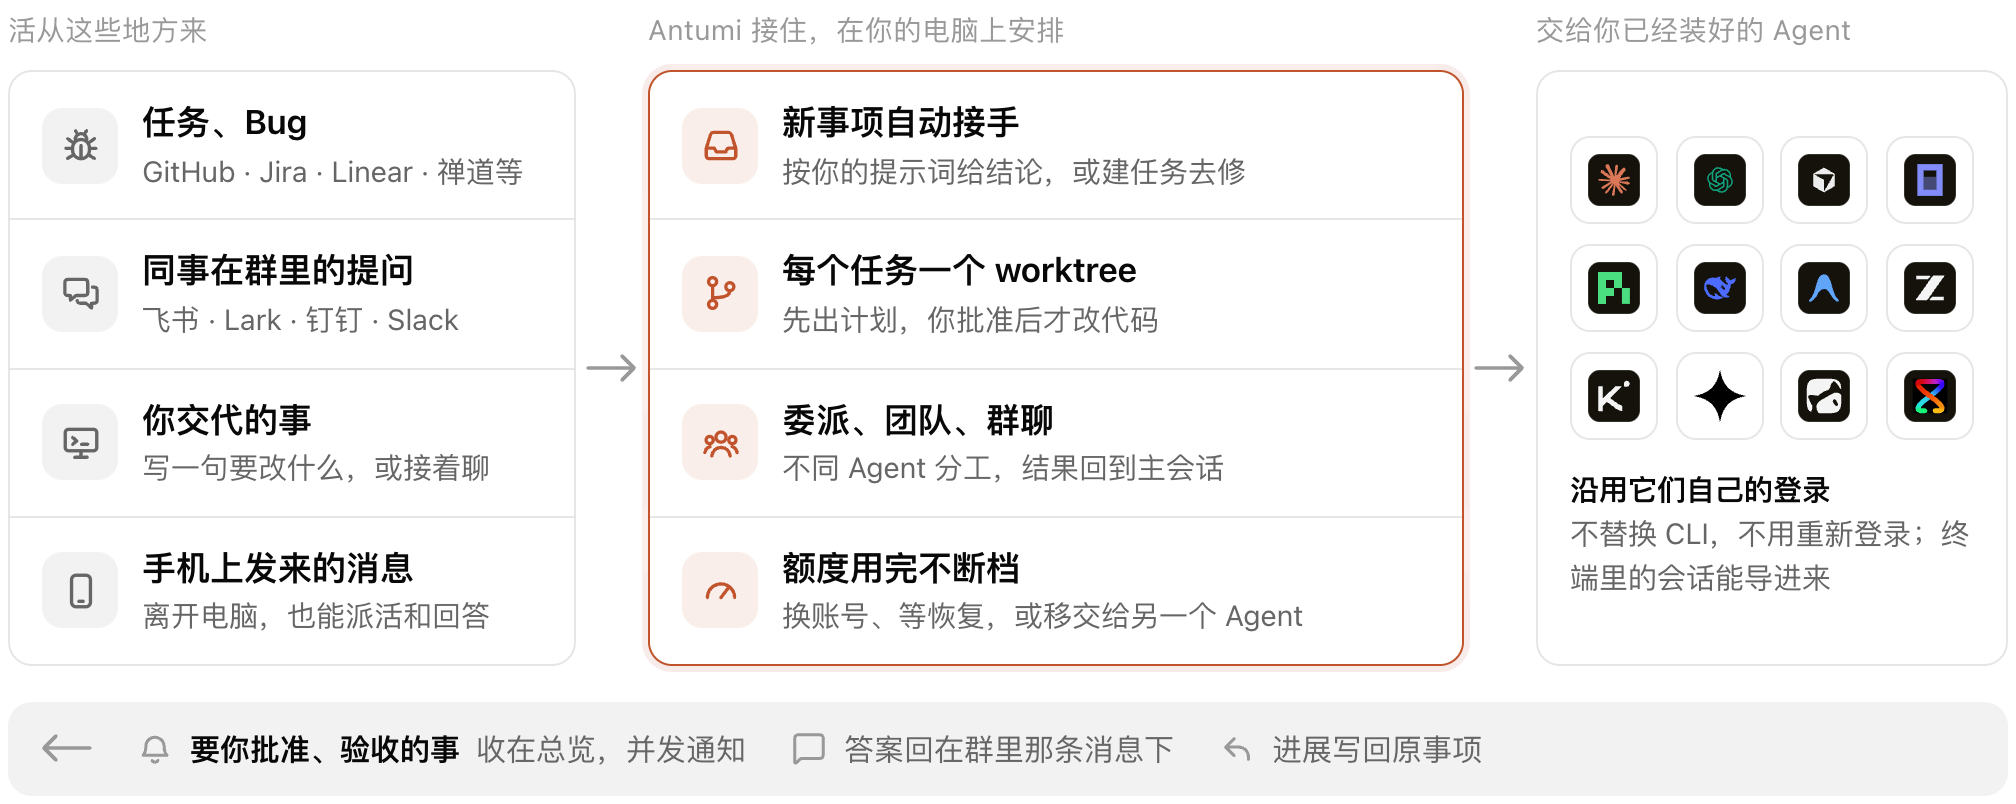 活从这些地方来
任务、Bug
GitHub · Jira · Linear · 禅道等
同事在群里的提问
飞书 · Lark · 钉钉 · Slack
你交代的事
写一句要改什么，或接着聊
手机上发来的消息
离开电脑，也能派活和回答
Antumi 接住，在你的电脑上安排
新事项自动接手
按你的提示词给结论，或建任务去修
每个任务一个 worktree
先出计划，你批准后才改代码
委派、团队、群聊
不同 Agent 分工，结果回到主会话
额度用完不断档
换账号、等恢复，或移交给另一个 Agent
交给你已经装好的 Agent
沿用它们自己的登录
不替换 CLI，不用重新登录；终
端里的会话能导进来
要你批准、验收的事 收在总览，并发通知
答案回在群里那条消息下
进展写回原事项